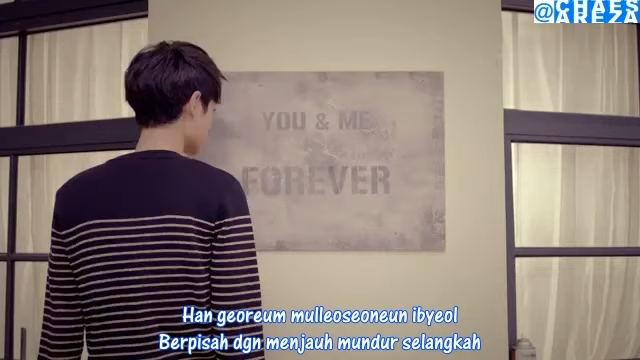 @CHAES
AREZA
YOU & ME
FOREVER
Han georeum mulleoseoneun ibyeol
Berpisah dgn menjauh mundur selangkah